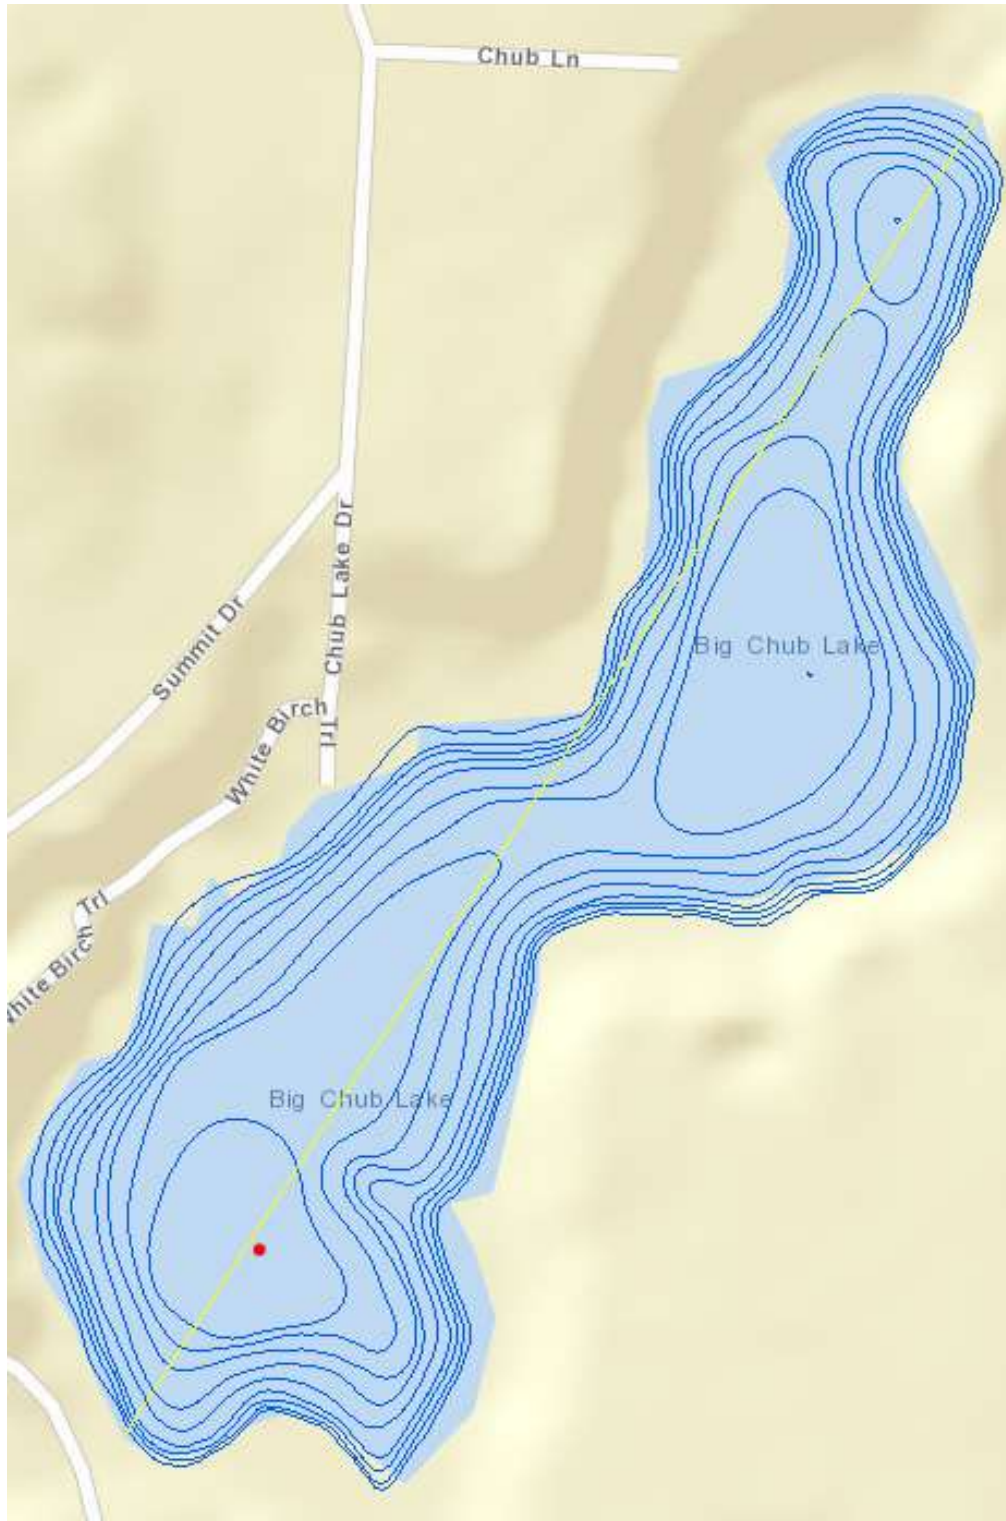 Chub Ln
Chub Lake Dr
Summit Dr
Big Chub Lake
White Birch Trl
White Birch Trl
Big Chub Lake